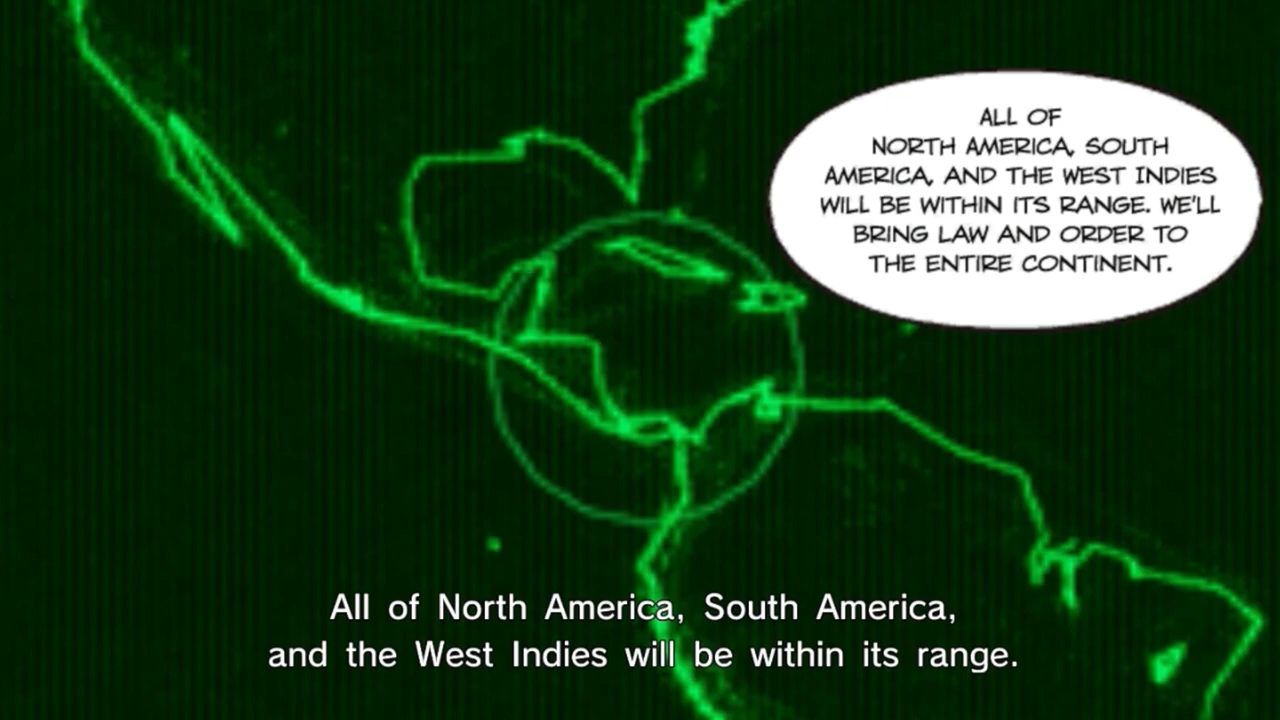 ALL OF
NORTH AMERICA, SOUTH
AMERICA, AND THE WEST INDIES
WILL BE WITHIN ITS RANGE. WE'LL
BRING LAW AND ORDER TO
THE ENTIRE CONTINENT.
All of North America, South America,
and the West Indies will be within its range.